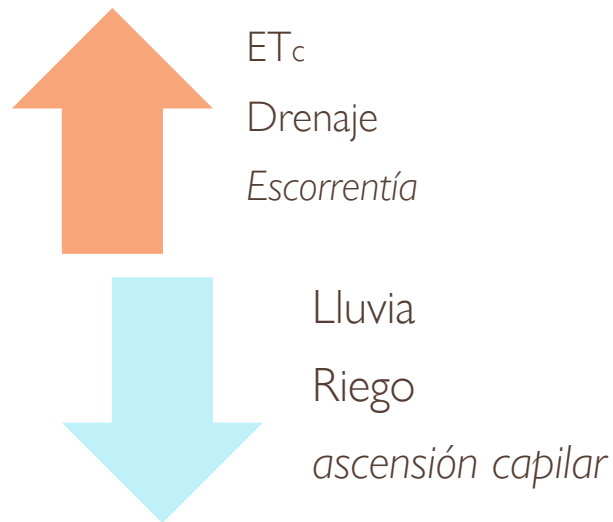 ETc
Drenaje
Escorrentía
Lluvia
Riego
ascensión capilar